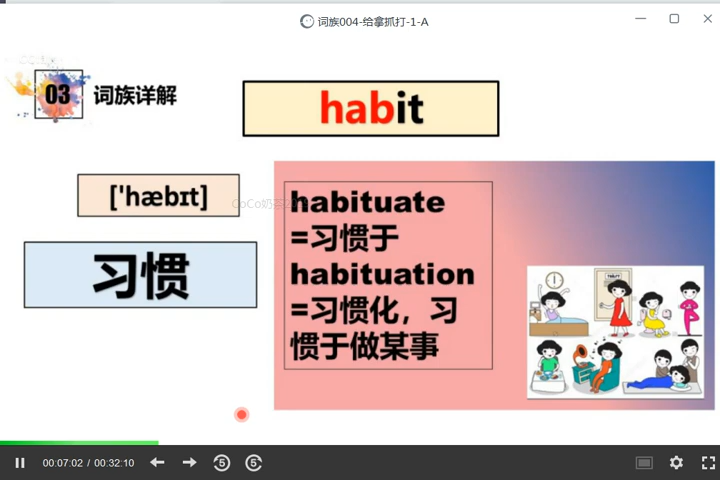 词族004-给拿抓打-1-A
03 词族详解
habit
['hæbɪt]
习惯
habituate
=习惯于
habituation
=习惯化，习
惯于做某事
00:07:02 / 00:32:10
5 5